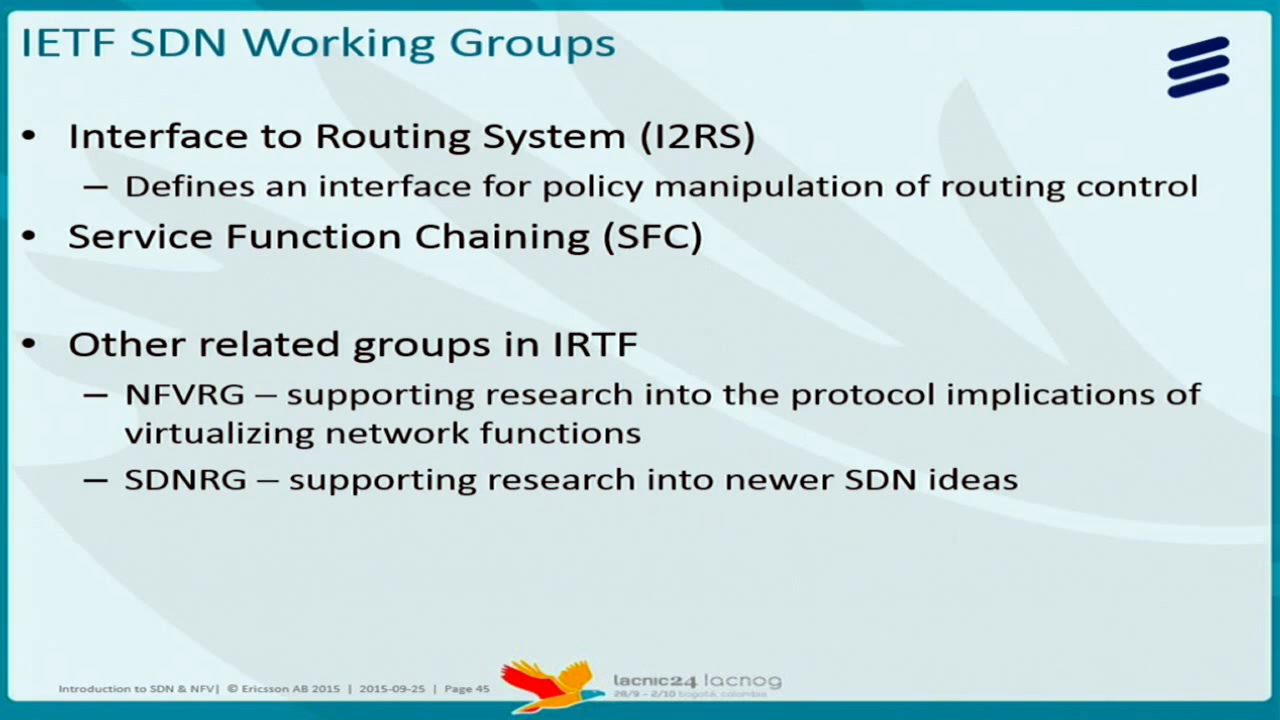 IETF SDN Working Groups
• Interface to Routing System (I2RS)
– Defines an interface for policy manipulation of routing control
• Service Function Chaining (SFC)
• Other related groups in IRTF
– NFVRG – supporting research into the protocol implications of
virtualizing network functions
– SDNRG – supporting research into newer SDN ideas
Introduction to SDN & NFV| © Ericsson AB 2015 | 2015-09-25 | Page 45
lacnic24 lacnog
28/9 – 2/10 bogotá, colombia